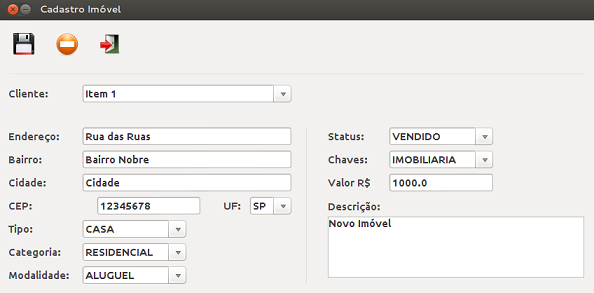 Cadastro Imóvel
Cliente: Item 1
Endereço: Rua das Ruas
Bairro: Bairro Nobre
Cidade: Cidade
CEP: 12345678 UF: SP
Tipo: CASA
Categoria: RESIDENCIAL
Modalidade: ALUGUEL
Status: VENDIDO
Chaves: IMOBILIARIA
Valor R$ 1000.0
Descrição:
Novo Imóvel